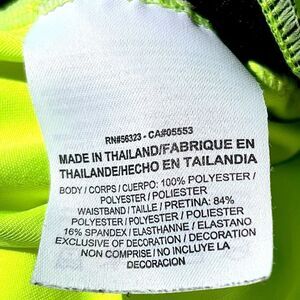 RN#56323 - CA#05553
MADE IN THAILAND/FABRIQUE EN
THAILANDE/HECHO EN TAILANDIA
BODY / CORPS / CUERPO: 100% POLYESTER /
POLYESTER / POLIESTER
WAISTBAND / TAILLE / PRETINA: 84%
POLYESTER / POLYESTER / POLIESTER
16% SPANDEX / ELASTHANNE / ELASTANO
EXCLUSIVE OF DECORATION / DECORATION
NON COMPRISE / NO INCLUYE LA
DECORACION